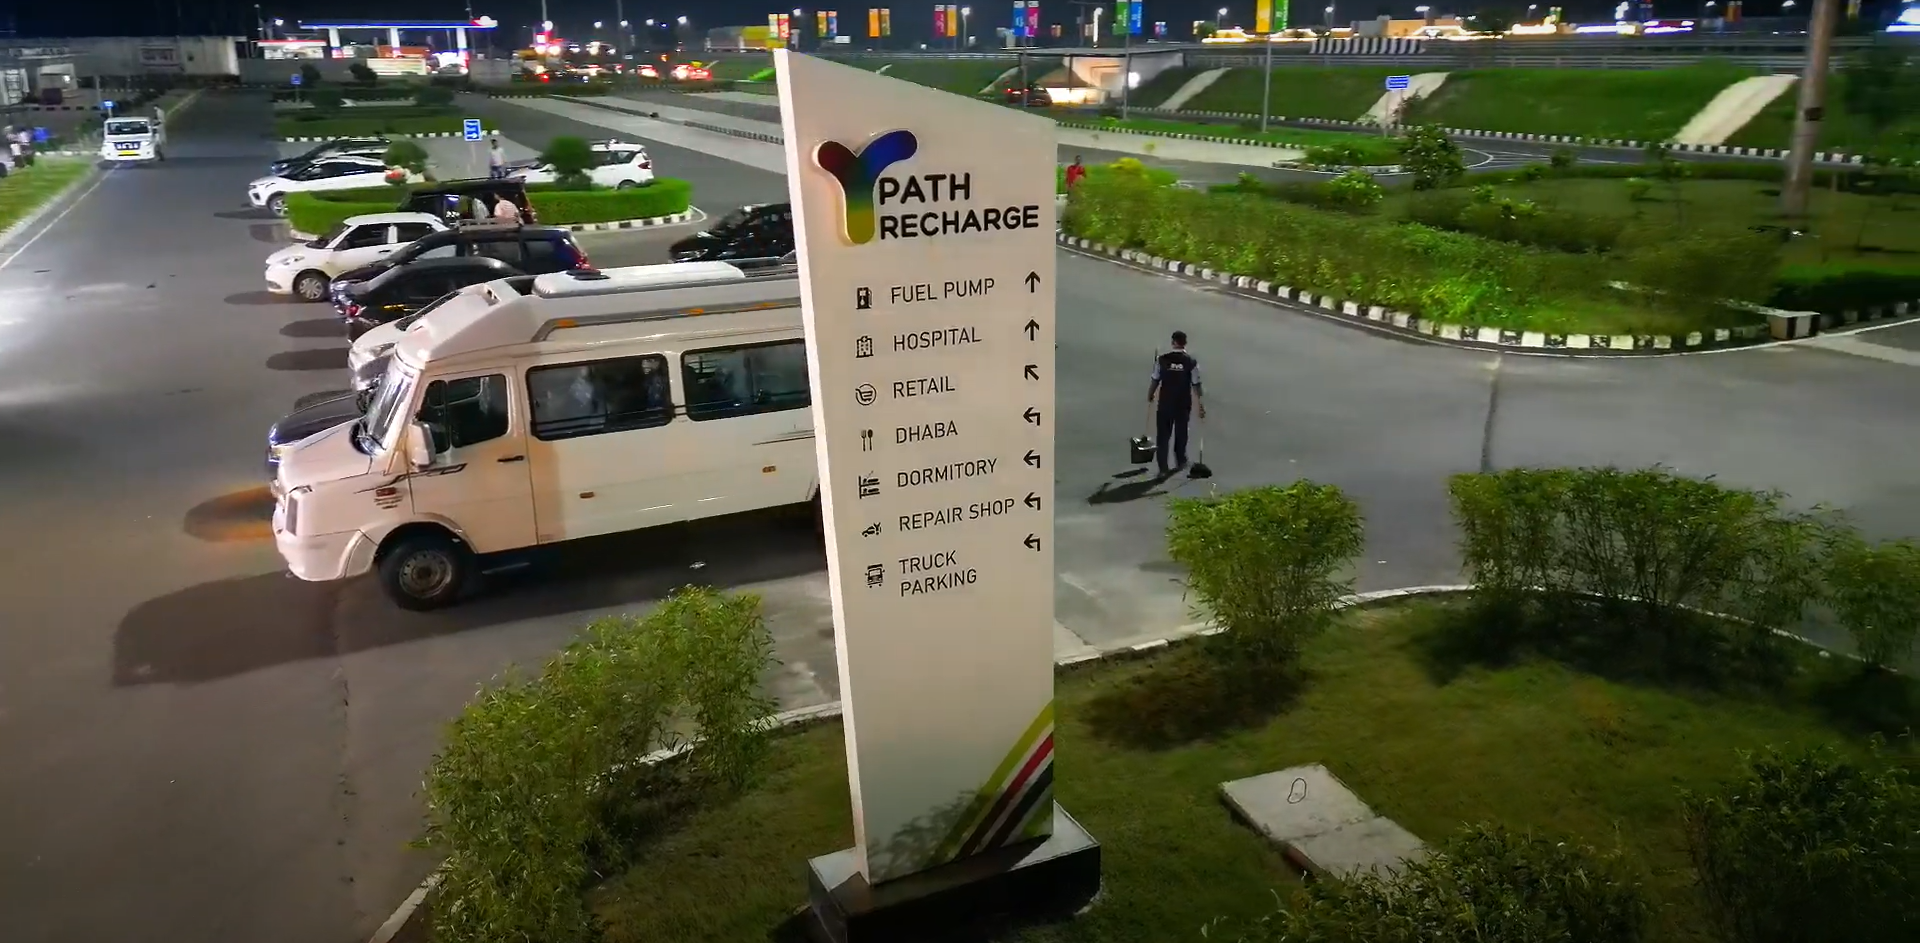 PATH
RECHARGE
FUEL PUMP
HOSPITAL
RETAIL
DHABA
DORMITORY
REPAIR SHOP
TRUCK
PARKING